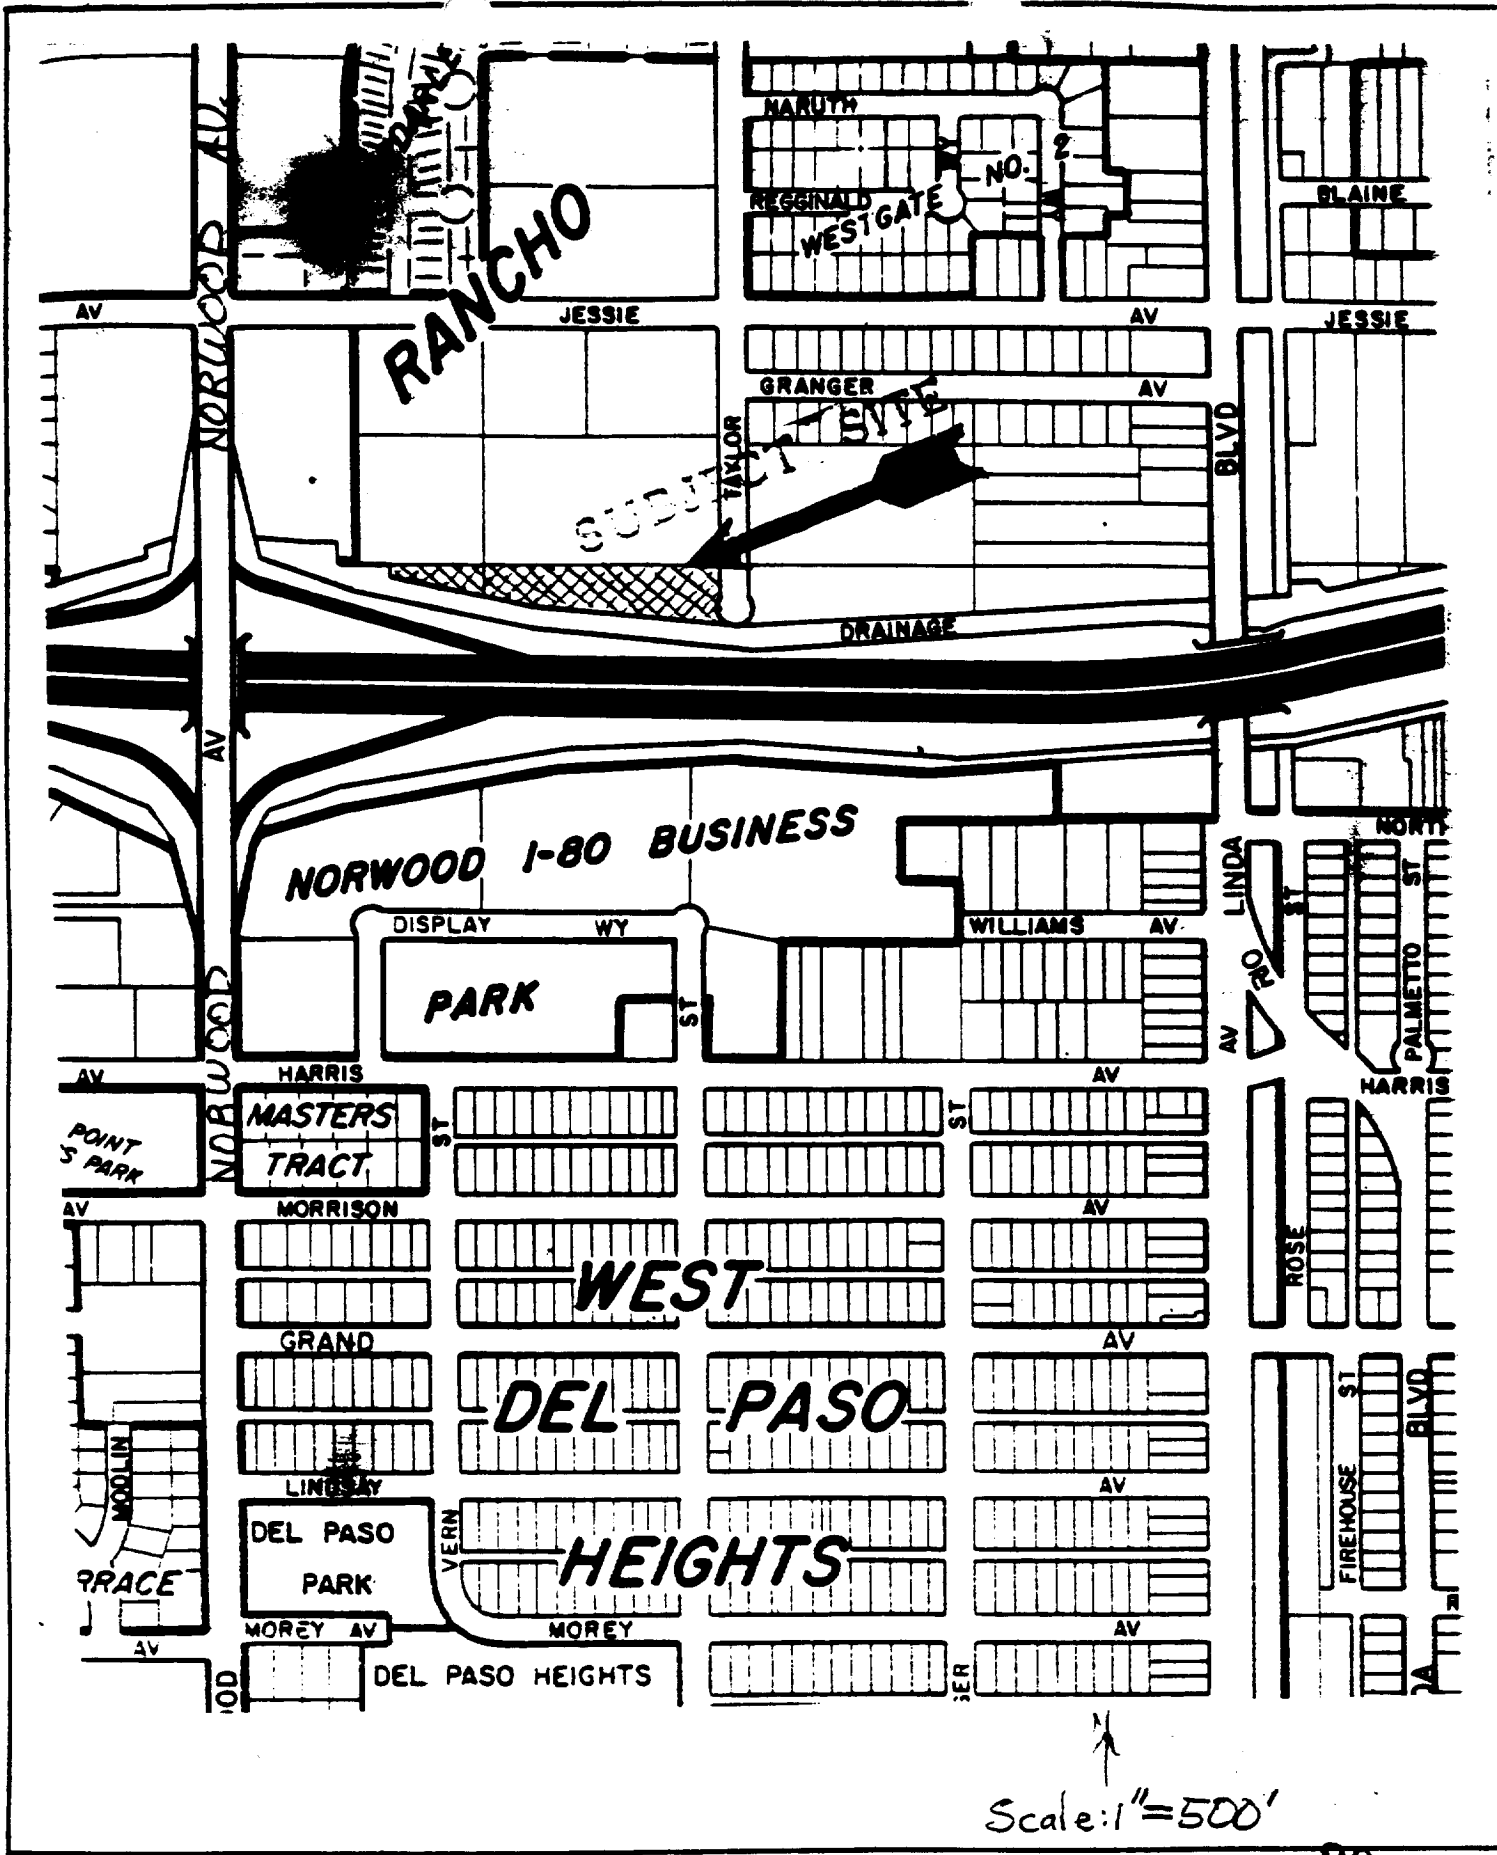 NARUTH
NORWOOD AV.
NO. 2
REGGINALD
WESTGATE
BLAINE
RANCHO
AV
JESSIE
AV
JESSIE
GRANGER
AV
SUBJECT SITE
TAYLOR
BLVD
DRAINAGE
AV
NORWOOD I-80 BUSINESS
LINDA
ST
ST
DISPLAY WY
WILLIAMS AV
PARK
ST
NORWOOD
RIO
AV
PALMETTO
AV
HARRIS
AV
HARRIS
MASTERS
TRACT
ST
ST
POINT
S PARK
AV
MORRISON
AV
WEST
ROSE
GRAND
AV
DEL PASO
ST
BLVD
MODLIN
LINDSAY
AV
DEL PASO
PARK
VERN
HEIGHTS
FIREHOUSE
RRACE
MOREY AV
MOREY
AV
AV
DEL PASO HEIGHTS
OD
N
Scale: 1"=500'